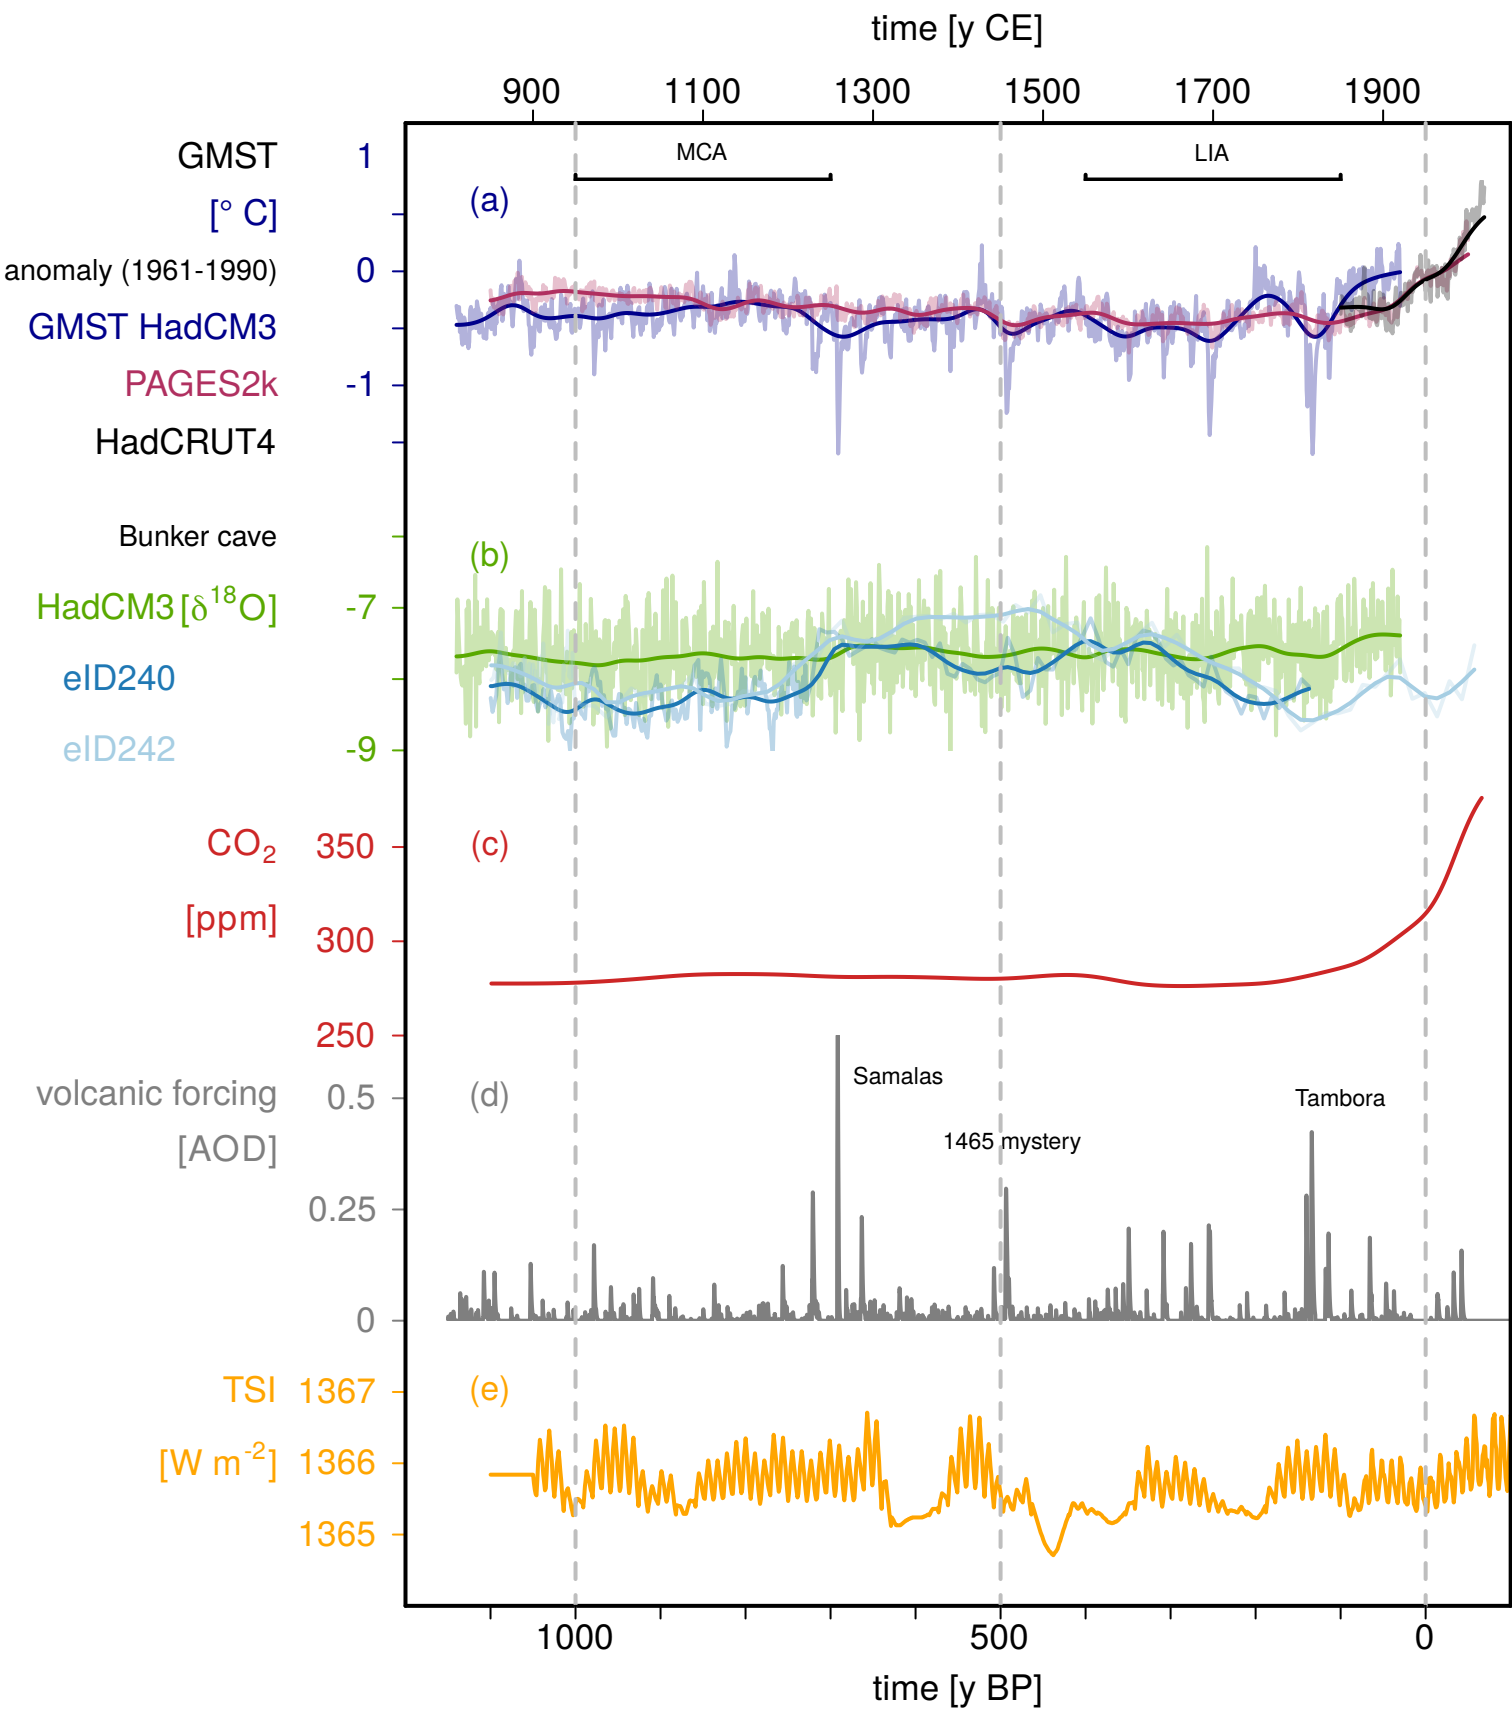 time [y CE]
900 1100 1300 1500 1700 1900
GMST 1 MCA LIA
[° C] (a)
anomaly (1961-1990) 0
GMST HadCM3
PAGES2k -1
HadCRUT4
Bunker cave
(b)
HadCM3 [δ18O] -7
eID240
eID242 -9
CO2 350 (c)
[ppm] 300
250
Samalas
volcanic forcing 0.5 (d) Tambora
[AOD] 1465 mystery
0.25
0
TSI 1367 (e)
[W m-2] 1366
1365
1000 500 0
time [y BP]